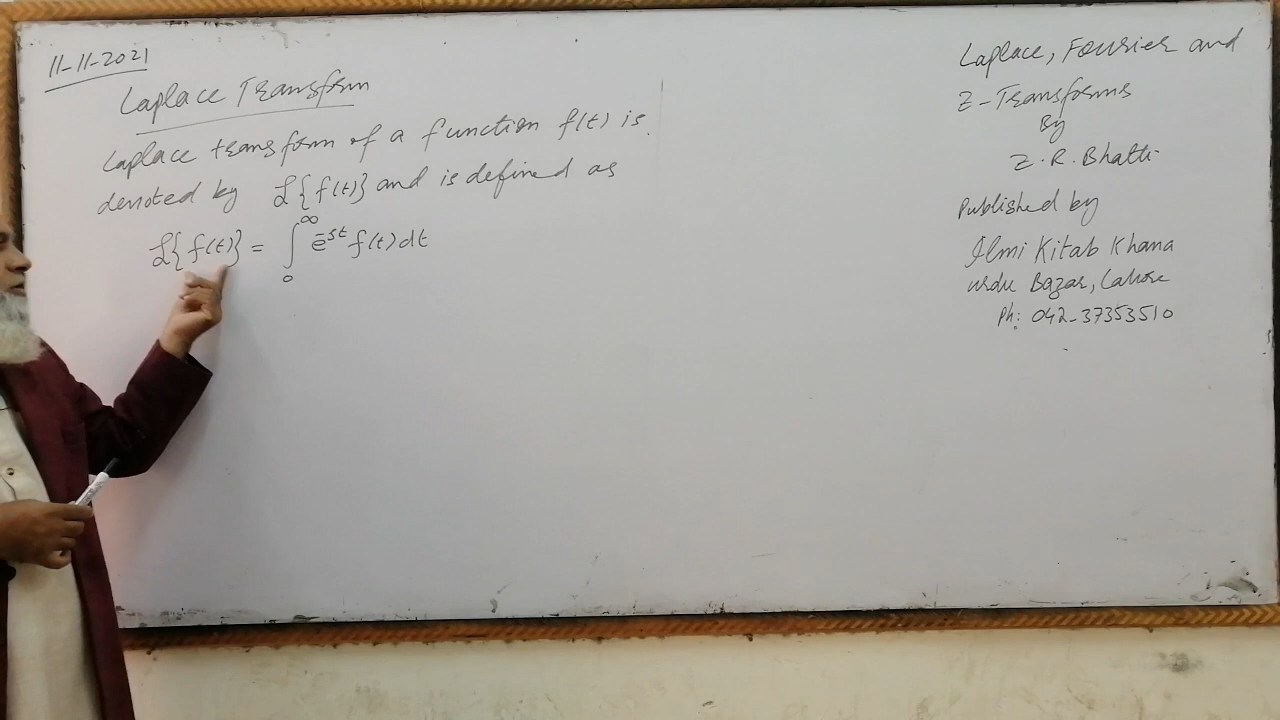 11-11-2021
Laplace Transform
Laplace transform of a function f(t) is
denoted by ℒ{f(t)} and is defined as
ℒ{f(t)} = ∫₀^∞ e^{-st} f(t) dt
Laplace, Fourier and
Z-Transforms
By
Z.R.Bhatti
Published by
Ilmi Kitab Khana
urdu Bazar, Lahore
Ph: 042-37353510